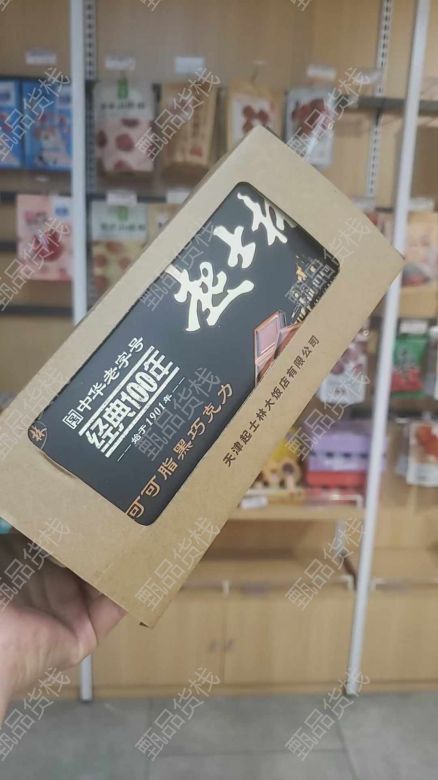 起士林
中华老字号
经典100年
始于1901年
可可脂黑巧克力
天津起士林大饭店有限公司
甄品货栈